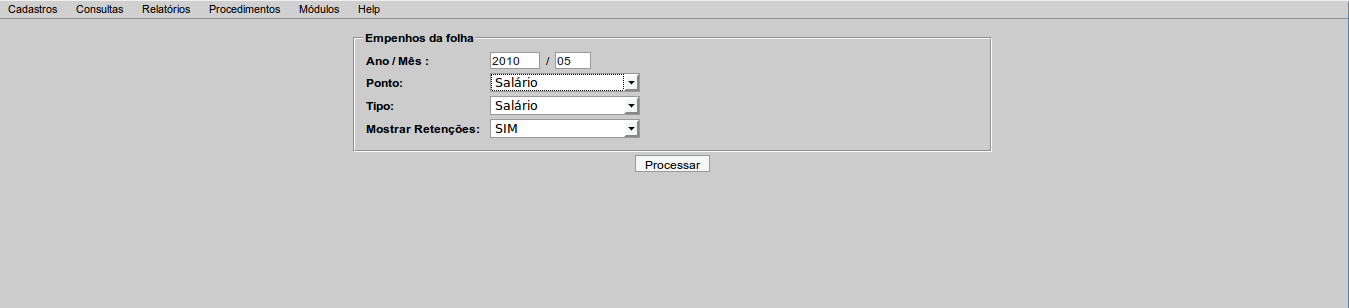 Cadastros Consultas Relatórios Procedimentos Módulos Help
Empenhos da folha
Ano / Mês : 2010 / 05
Ponto: Salário
Tipo: Salário
Mostrar Retenções: SIM
Processar